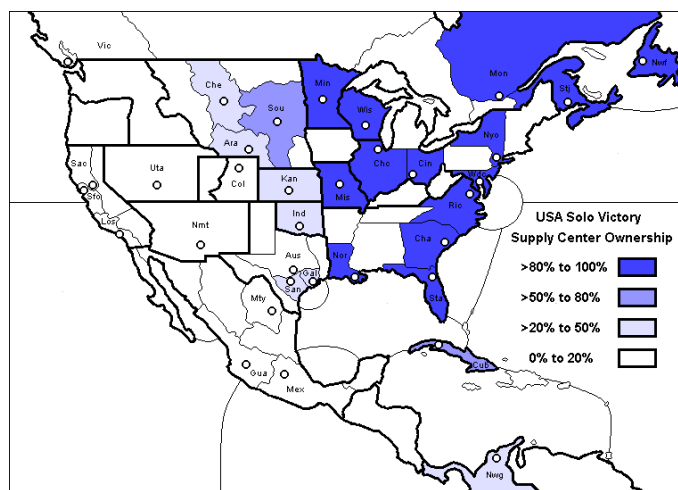 Vic
Nwf
Mon
Stj
Che
Min
Sou
Wis
Nyo
Ara
Chc
Cin
Sac
Uta
Col
Kan
Mis
Wdc
Sfo
Ric
Los
Nmt
Ind
Cha
Aus
Nor
Gal
San
Sta
Mty
Gua
Mex
Cub
Nwg
USA Solo Victory
Supply Center Ownership
>80% to 100%
>50% to 80%
>20% to 50%
0% to 20%